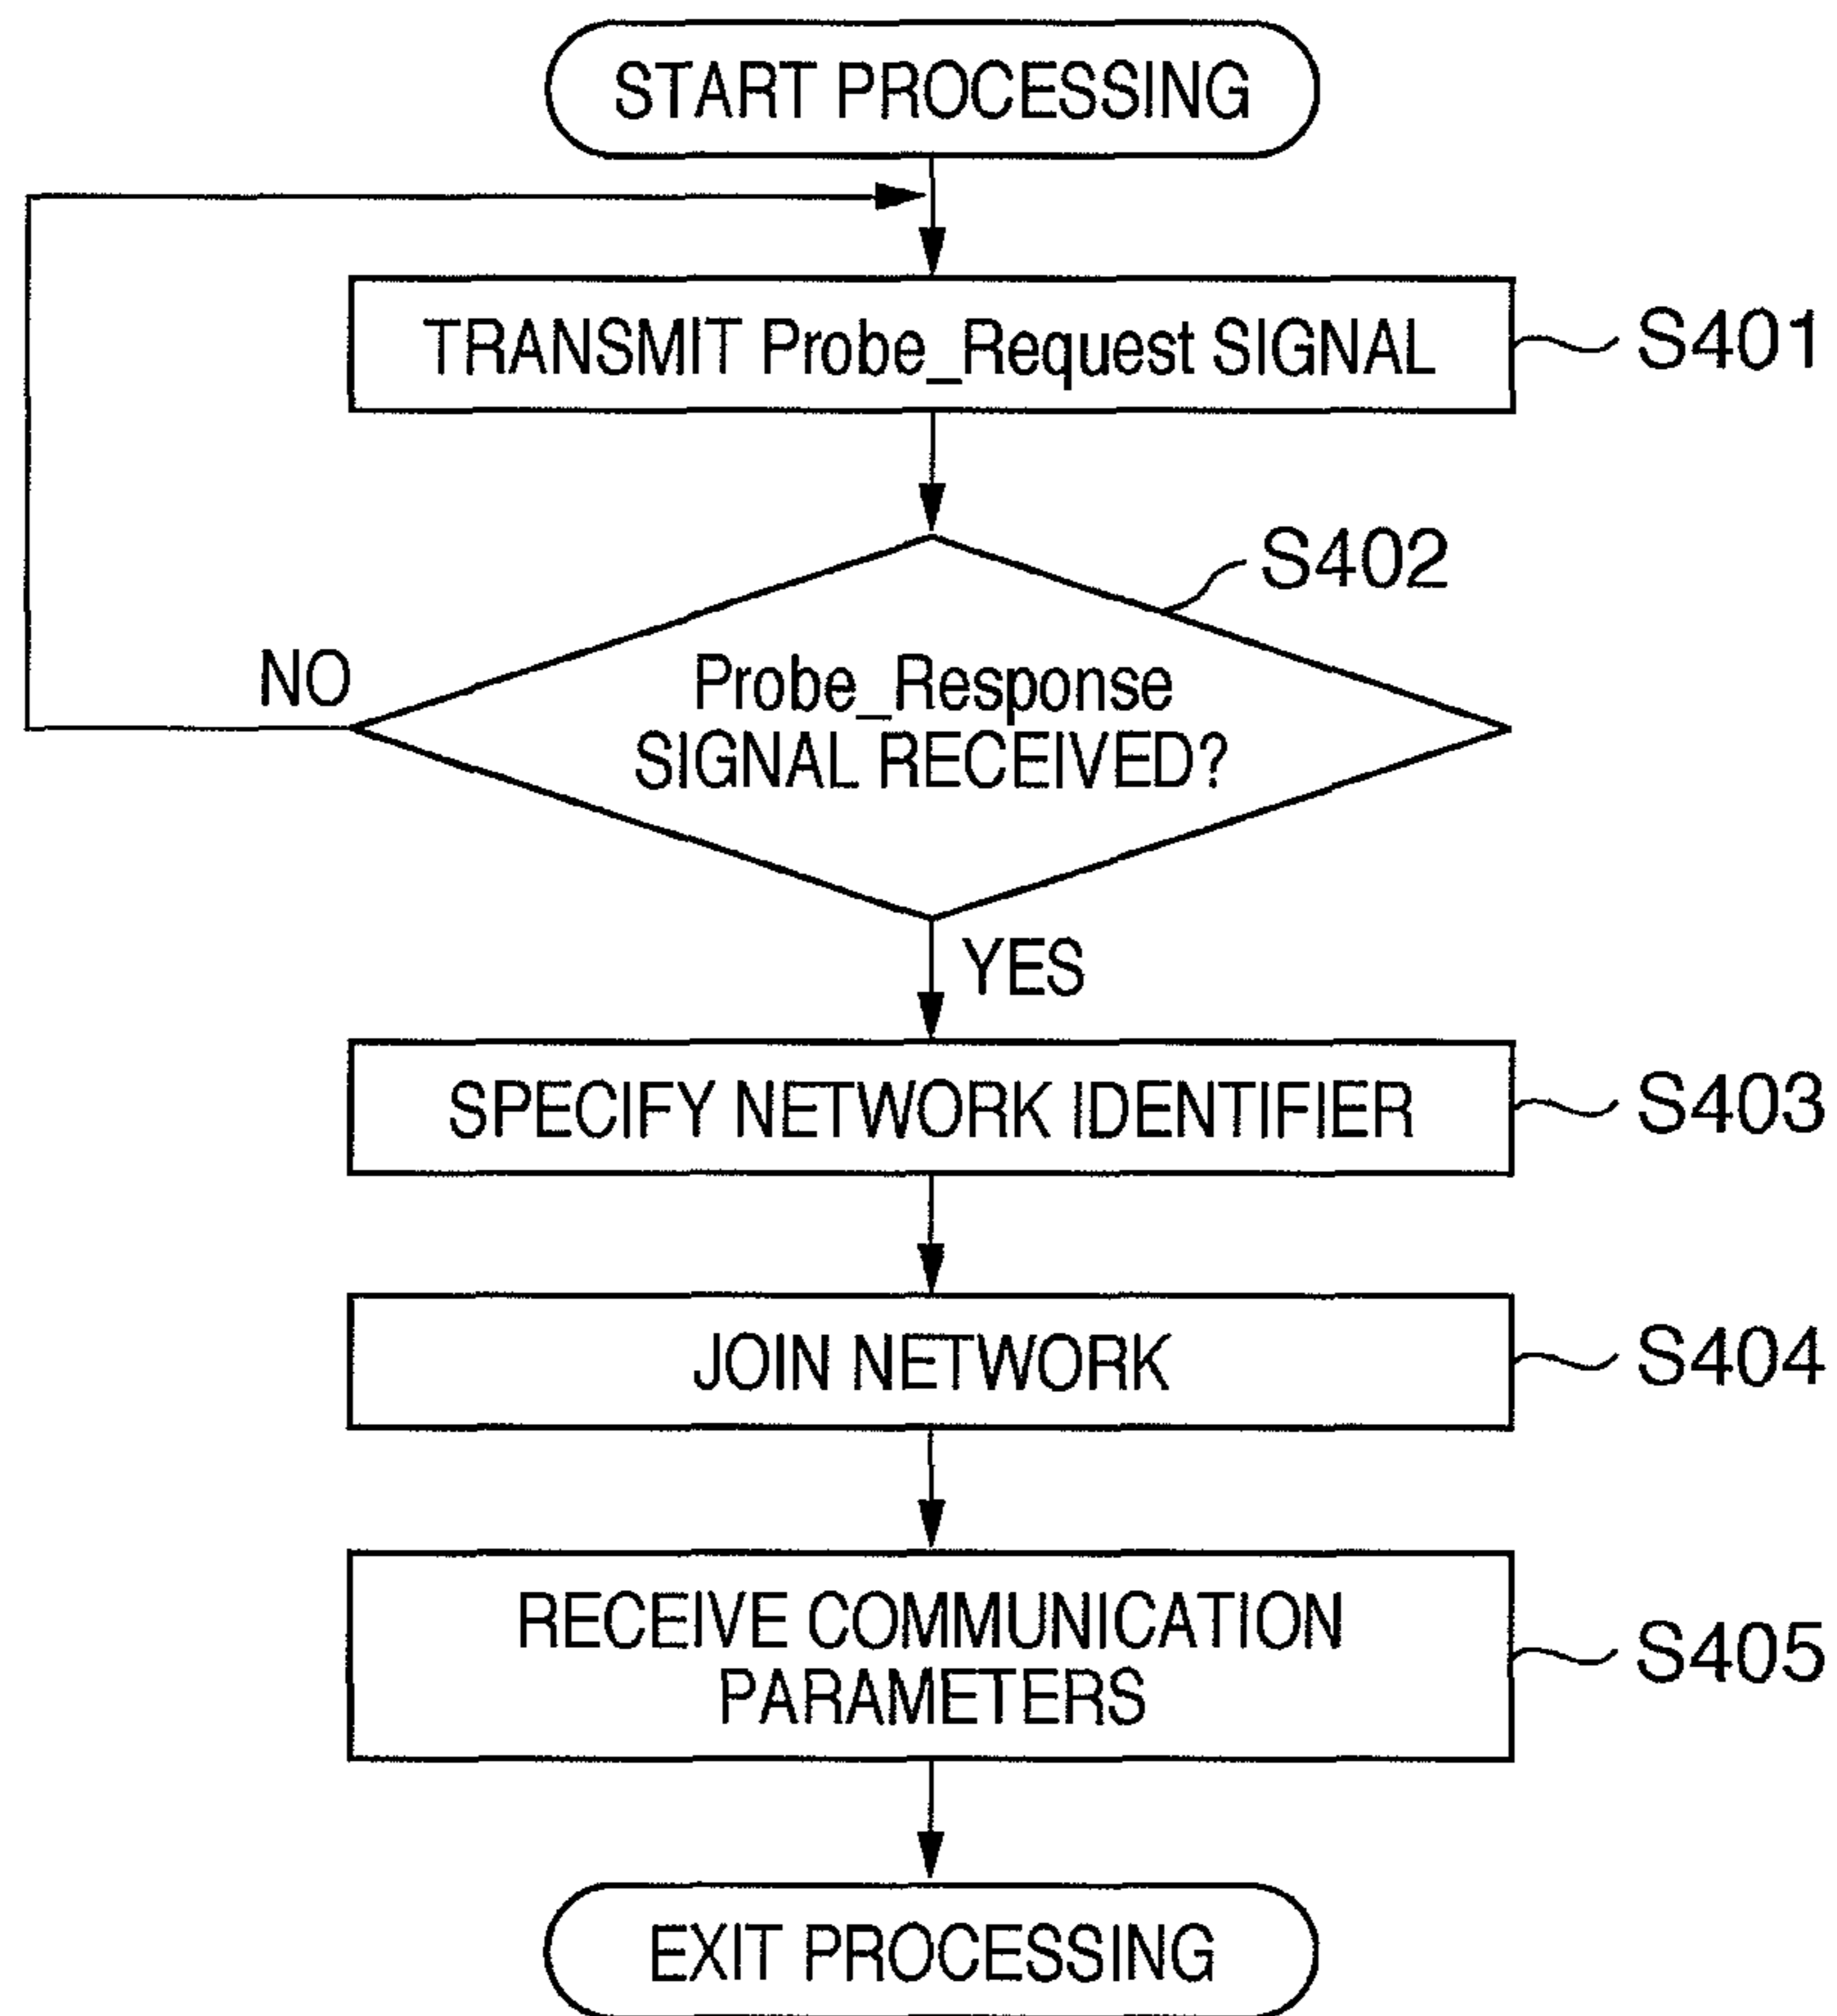 START PROCESSING
TRANSMIT Probe_Request SIGNAL
S401
S402
NO
Probe_Response
SIGNAL RECEIVED?
YES
SPECIFY NETWORK IDENTIFIER
S403
JOIN NETWORK
S404
RECEIVE COMMUNICATION
PARAMETERS
S405
EXIT PROCESSING